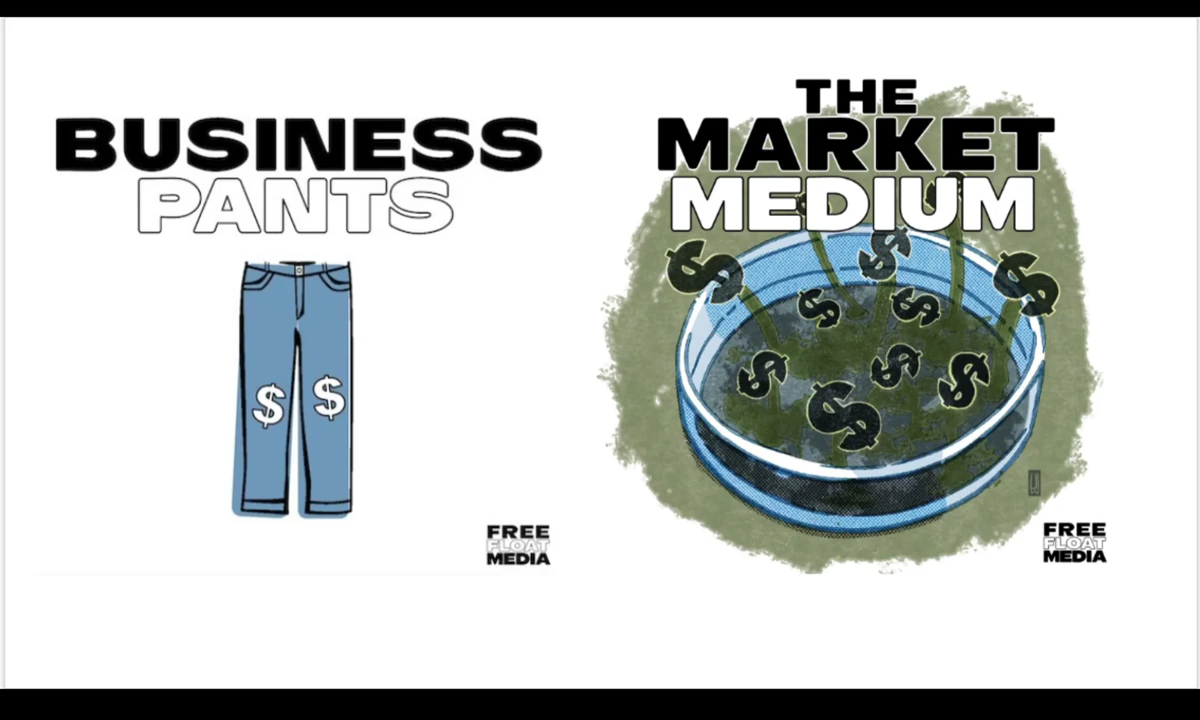 BUSINESS
PANTS
$ $
FREE
FLOAT
MEDIA
THE
MARKET
MEDIUM
$ $ $
$ $
$ $ $
$
FREE
FLOAT
MEDIA